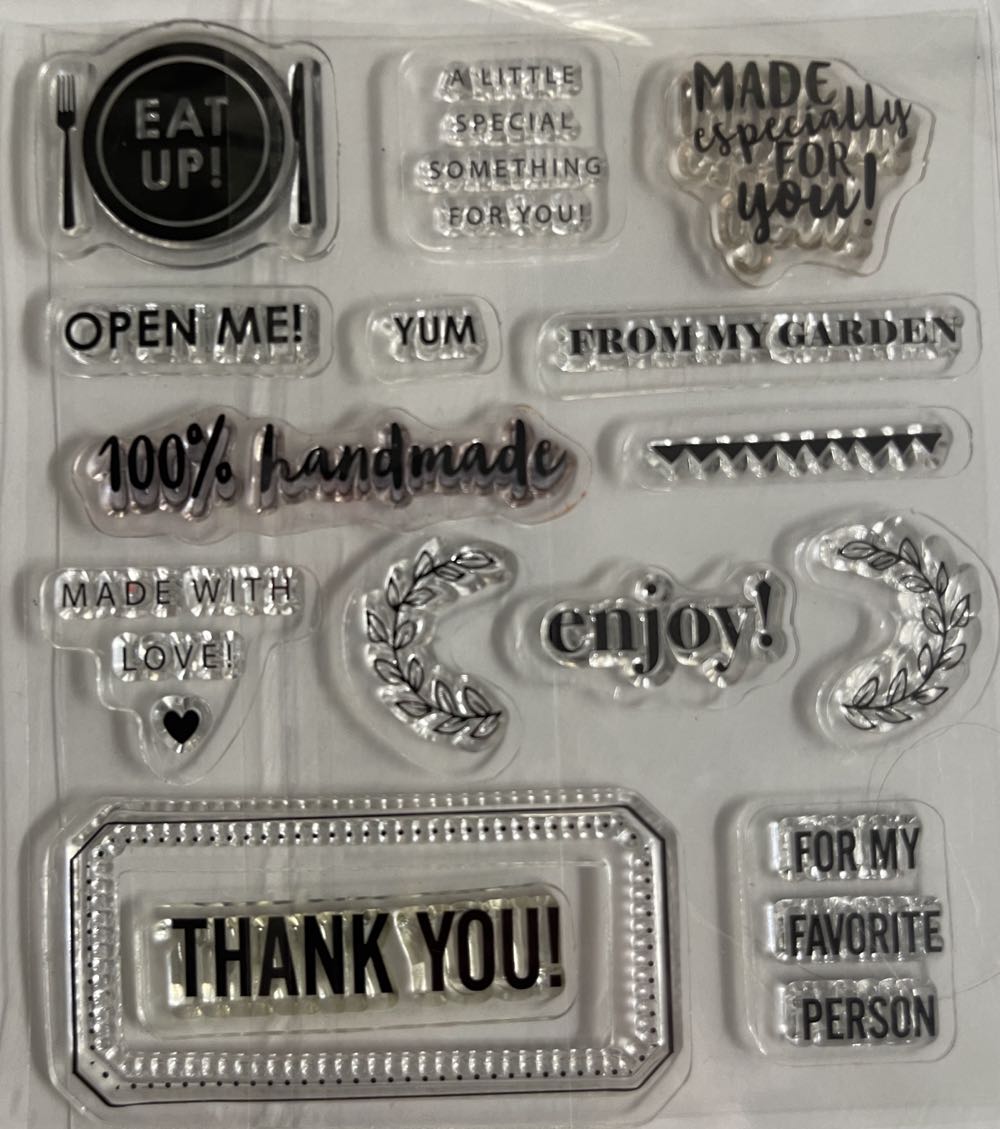 EAT
UP!
A LITTLE
SPECIAL
SOMETHING
FOR YOU!
MADE
especially
FOR
you!
OPEN ME!
YUM
FROM MY GARDEN
100% handmade
MADE WITH
LOVE!
enjoy!
THANK YOU!
FOR MY
FAVORITE
PERSON